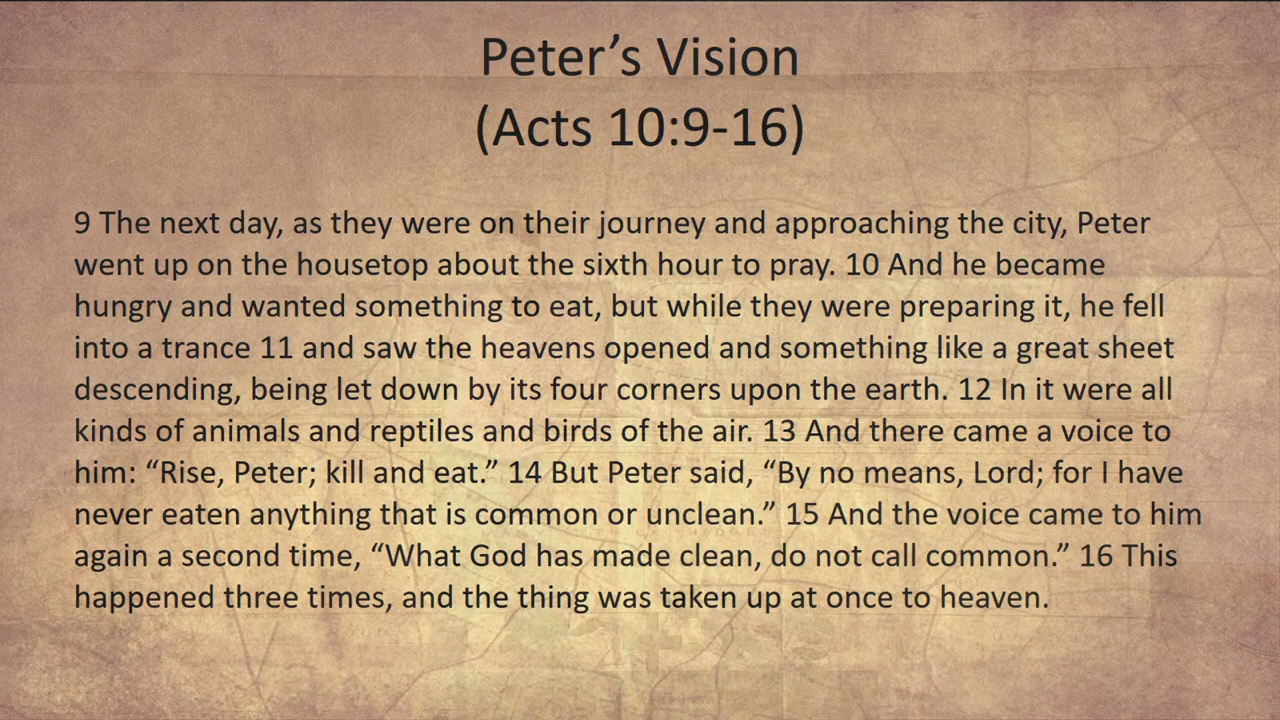 Peter’s Vision
(Acts 10:9-16)
9 The next day, as they were on their journey and approaching the city, Peter
went up on the housetop about the sixth hour to pray. 10 And he became
hungry and wanted something to eat, but while they were preparing it, he fell
into a trance 11 and saw the heavens opened and something like a great sheet
descending, being let down by its four corners upon the earth. 12 In it were all
kinds of animals and reptiles and birds of the air. 13 And there came a voice to
him: “Rise, Peter; kill and eat.” 14 But Peter said, “By no means, Lord; for I have
never eaten anything that is common or unclean.” 15 And the voice came to him
again a second time, “What God has made clean, do not call common.” 16 This
happened three times, and the thing was taken up at once to heaven.